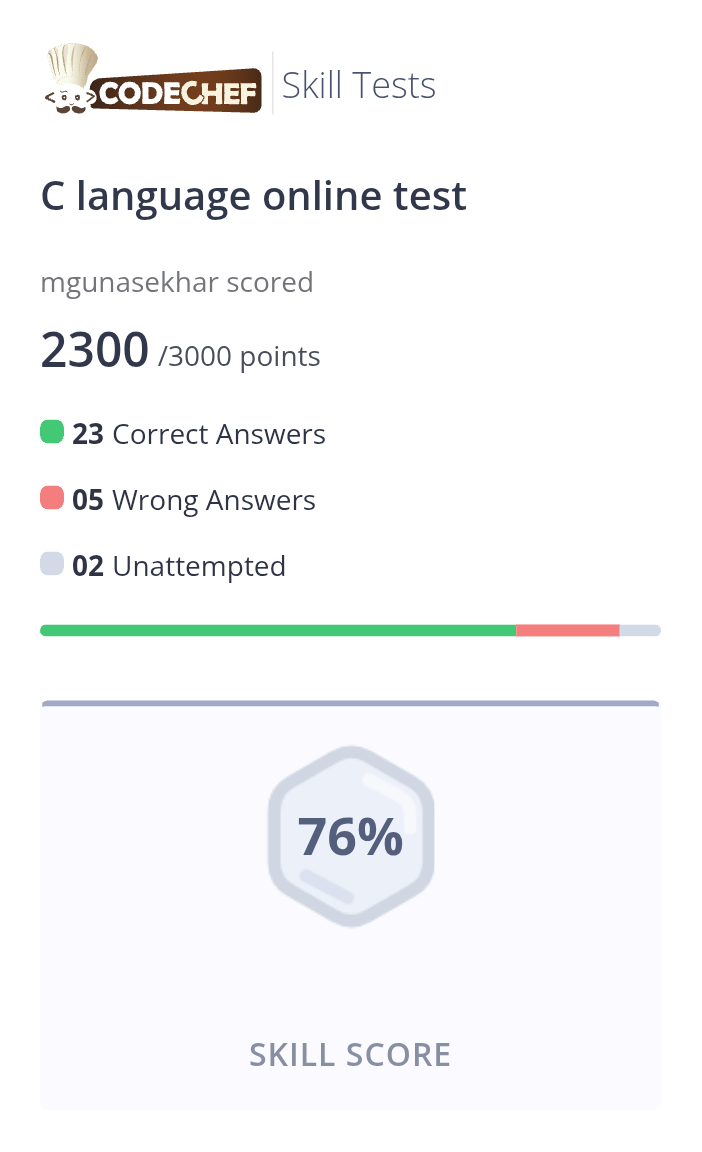 CODECHEF Skill Tests
C language online test
mgunasekhar scored
2300 /3000 points
23 Correct Answers
05 Wrong Answers
02 Unattempted
76%
SKILL SCORE